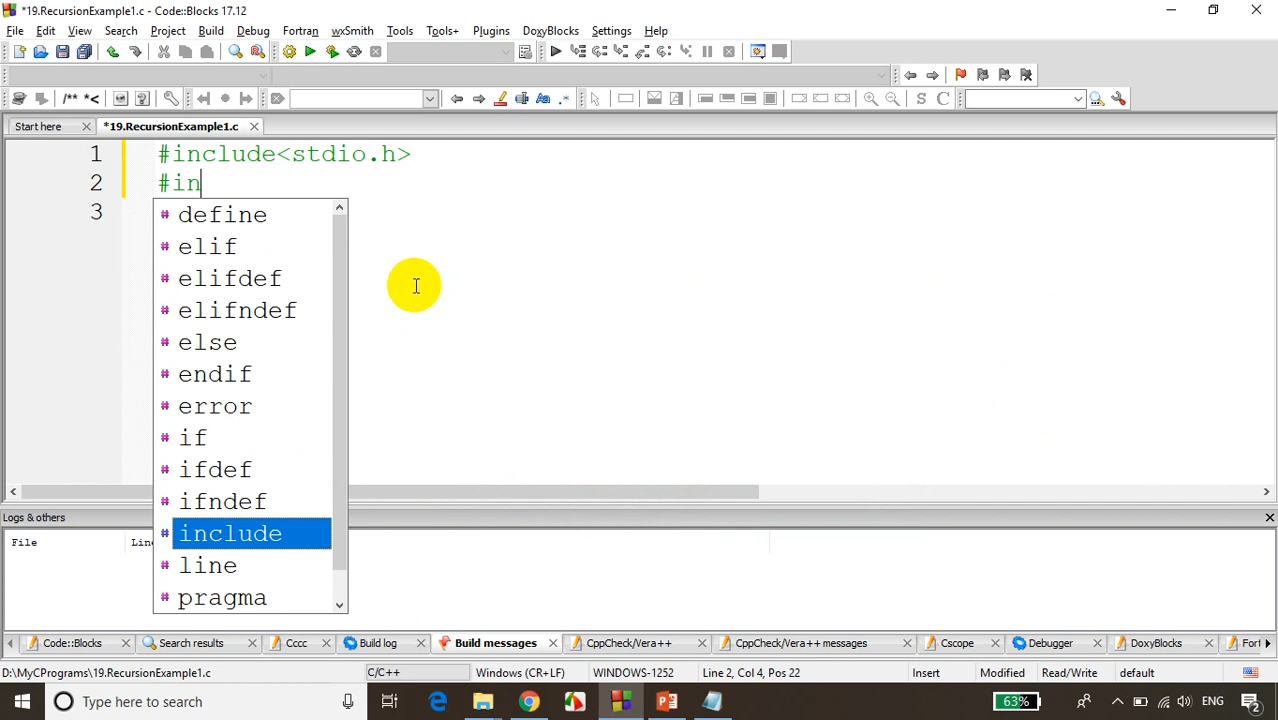 *19.RecursionExample1.c - Code::Blocks 17.12
File Edit View Search Project Build Debug Fortran wxSmith Tools Tools+ Plugins DoxyBlocks Settings Help
/** *<
S C
Start here *19.RecursionExample1.c
1 #include<stdio.h>
2 #in
3
# define
# elif
# elifdef
# elifndef
# else
# endif
# error
# if
# ifdef
# ifndef
# include
# line
# pragma
Logs & others
File Lin
Code::Blocks Search results Cccc Build log Build messages CppCheck/Vera++ CppCheck/Vera++ messages Cscope Debugger DoxyBlocks Fort
D:\MyCPrograms\19.RecursionExample1.c C/C++ Windows (CR+LF) WINDOWS-1252 Line 2, Col 4, Pos 22 Insert Modified Read/Write default
Type here to search 63% ENG 2